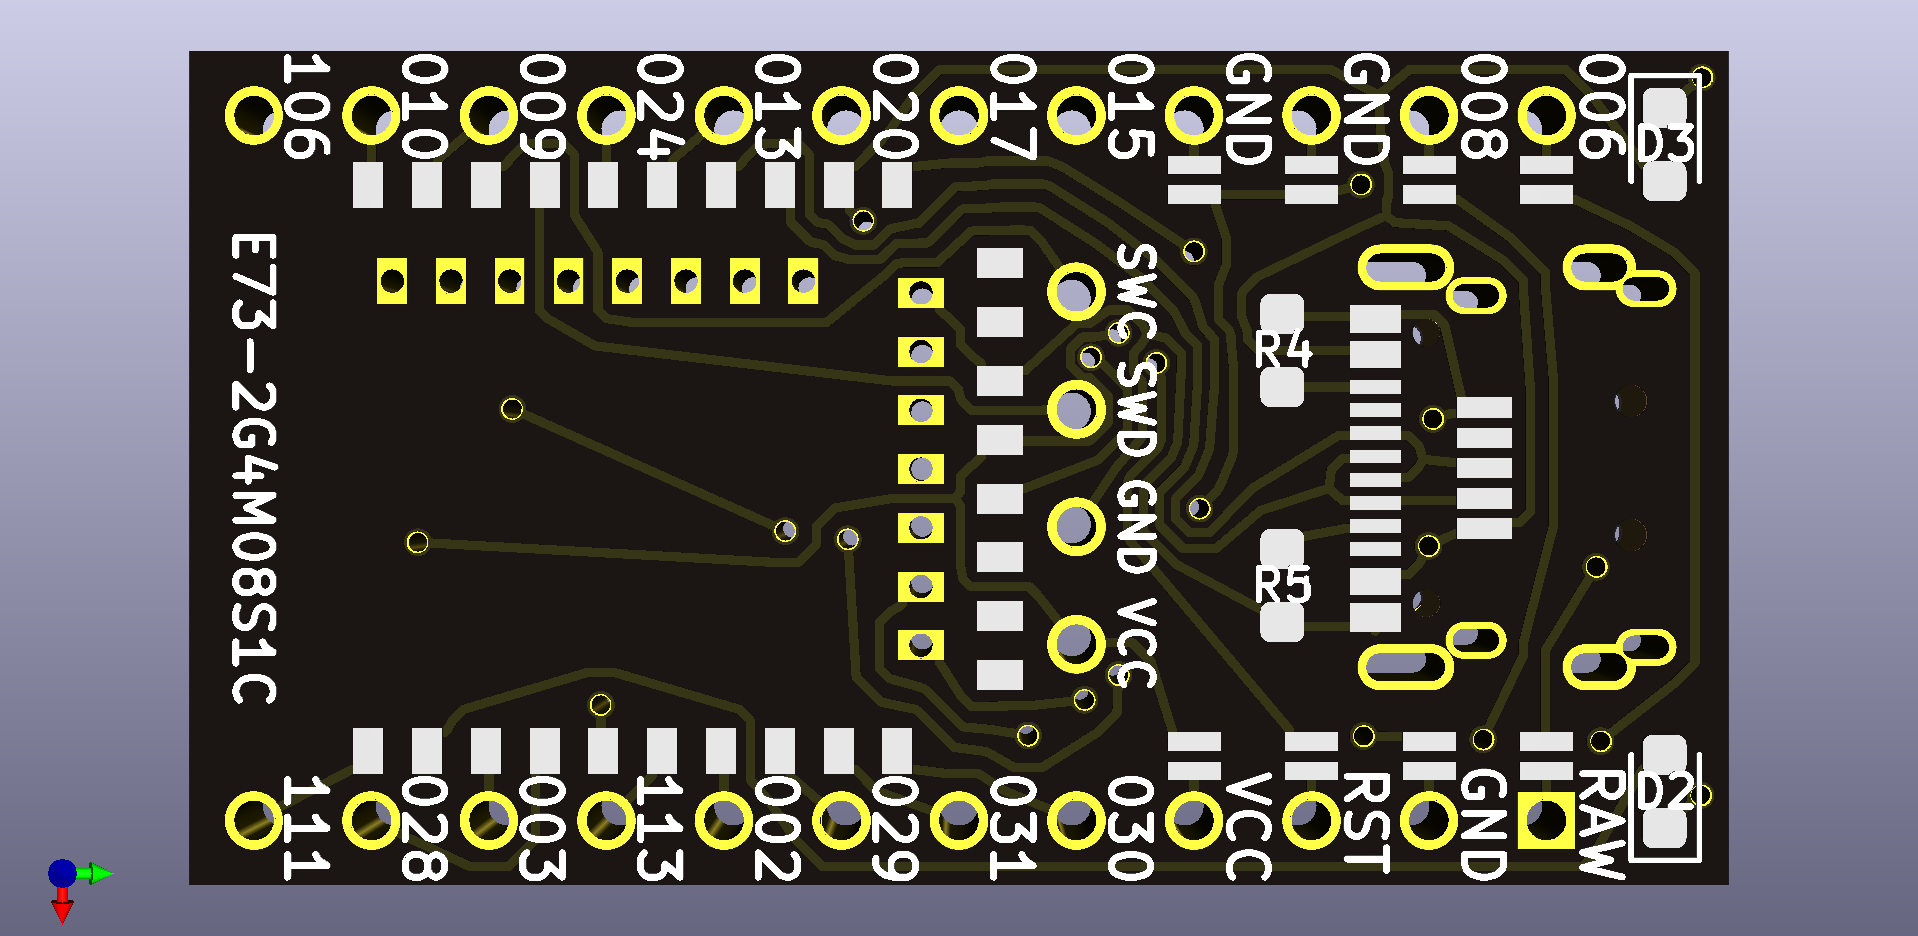 106
010
009
024
013
020
017
015
GND
GND
008
006
D3
E73-2G4M08S1C
SWC
SWD
GND
VCC
R4
R5
111
028
003
113
002
029
031
030
VCC
RST
GND
RAW
D2